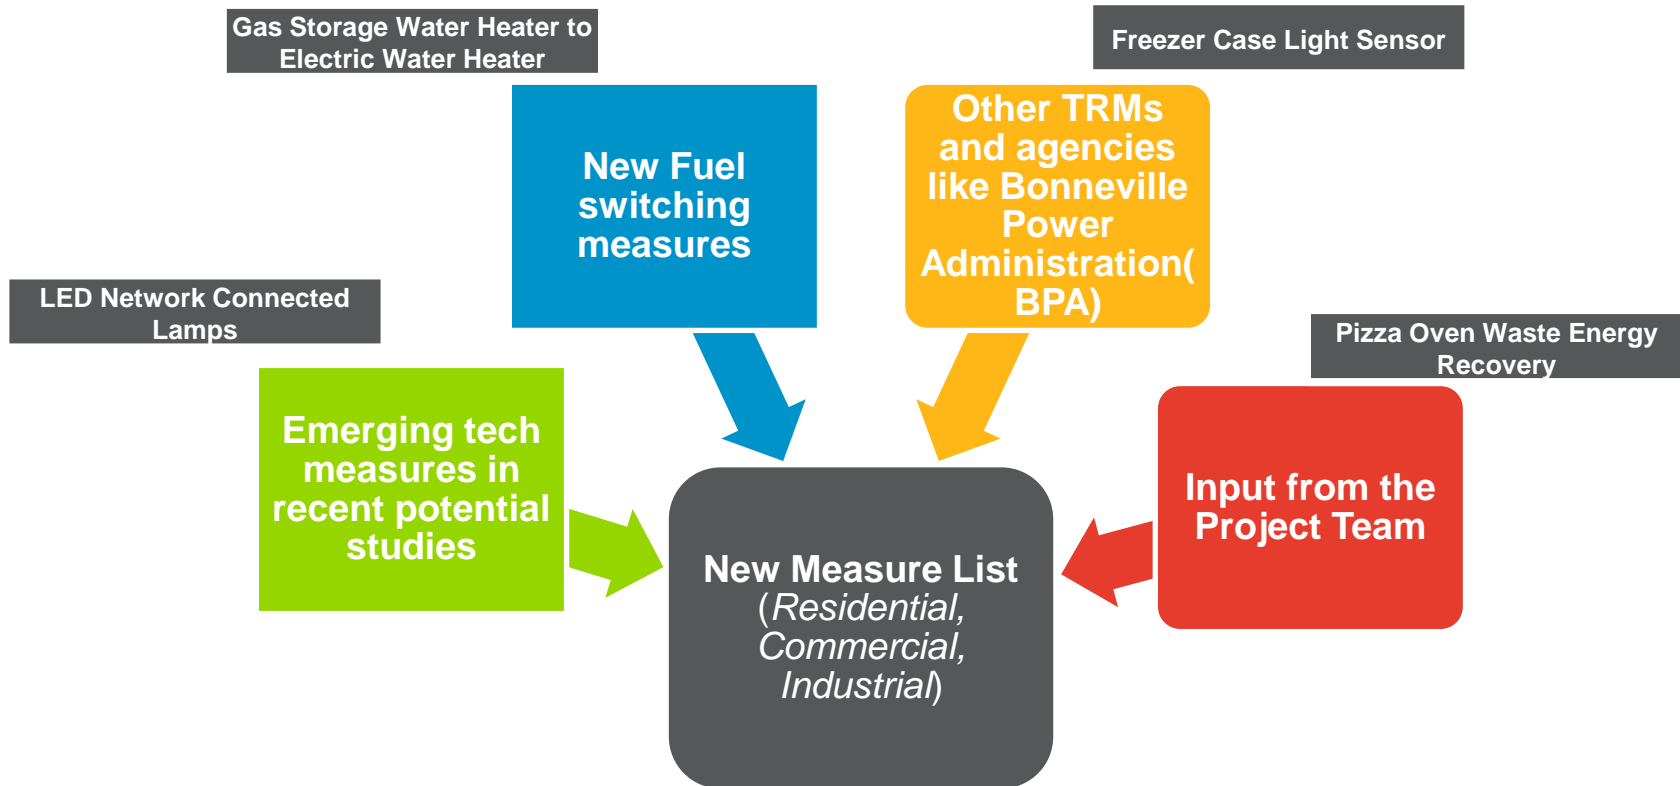 Gas Storage Water Heater to
Electric Water Heater
Freezer Case Light Sensor
New Fuel
switching
measures
Other TRMs
and agencies
like Bonneville
Power
Administration(
BPA)
LED Network Connected
Lamps
Pizza Oven Waste Energy
Recovery
Emerging tech
measures in
recent potential
studies
Input from the
Project Team
New Measure List
(Residential,
Commercial,
Industrial)